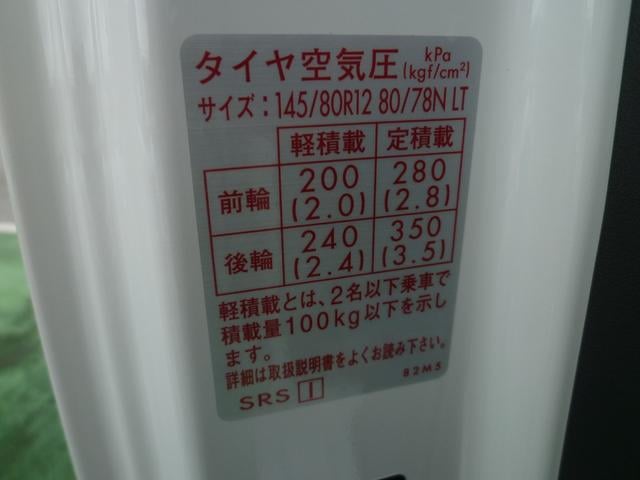 タイヤ空気圧 kPa (kgf/cm²)
サイズ：145/80R12 80/78N LT
軽積載 定積載
前輪 200 (2.0) 280 (2.8)
後輪 240 (2.4) 350 (3.5)
軽積載とは、2名以下乗車で
積載量100kg以下を示し
ます。
詳細は取扱説明書をよくお読み下さい。
SRS I 82M5